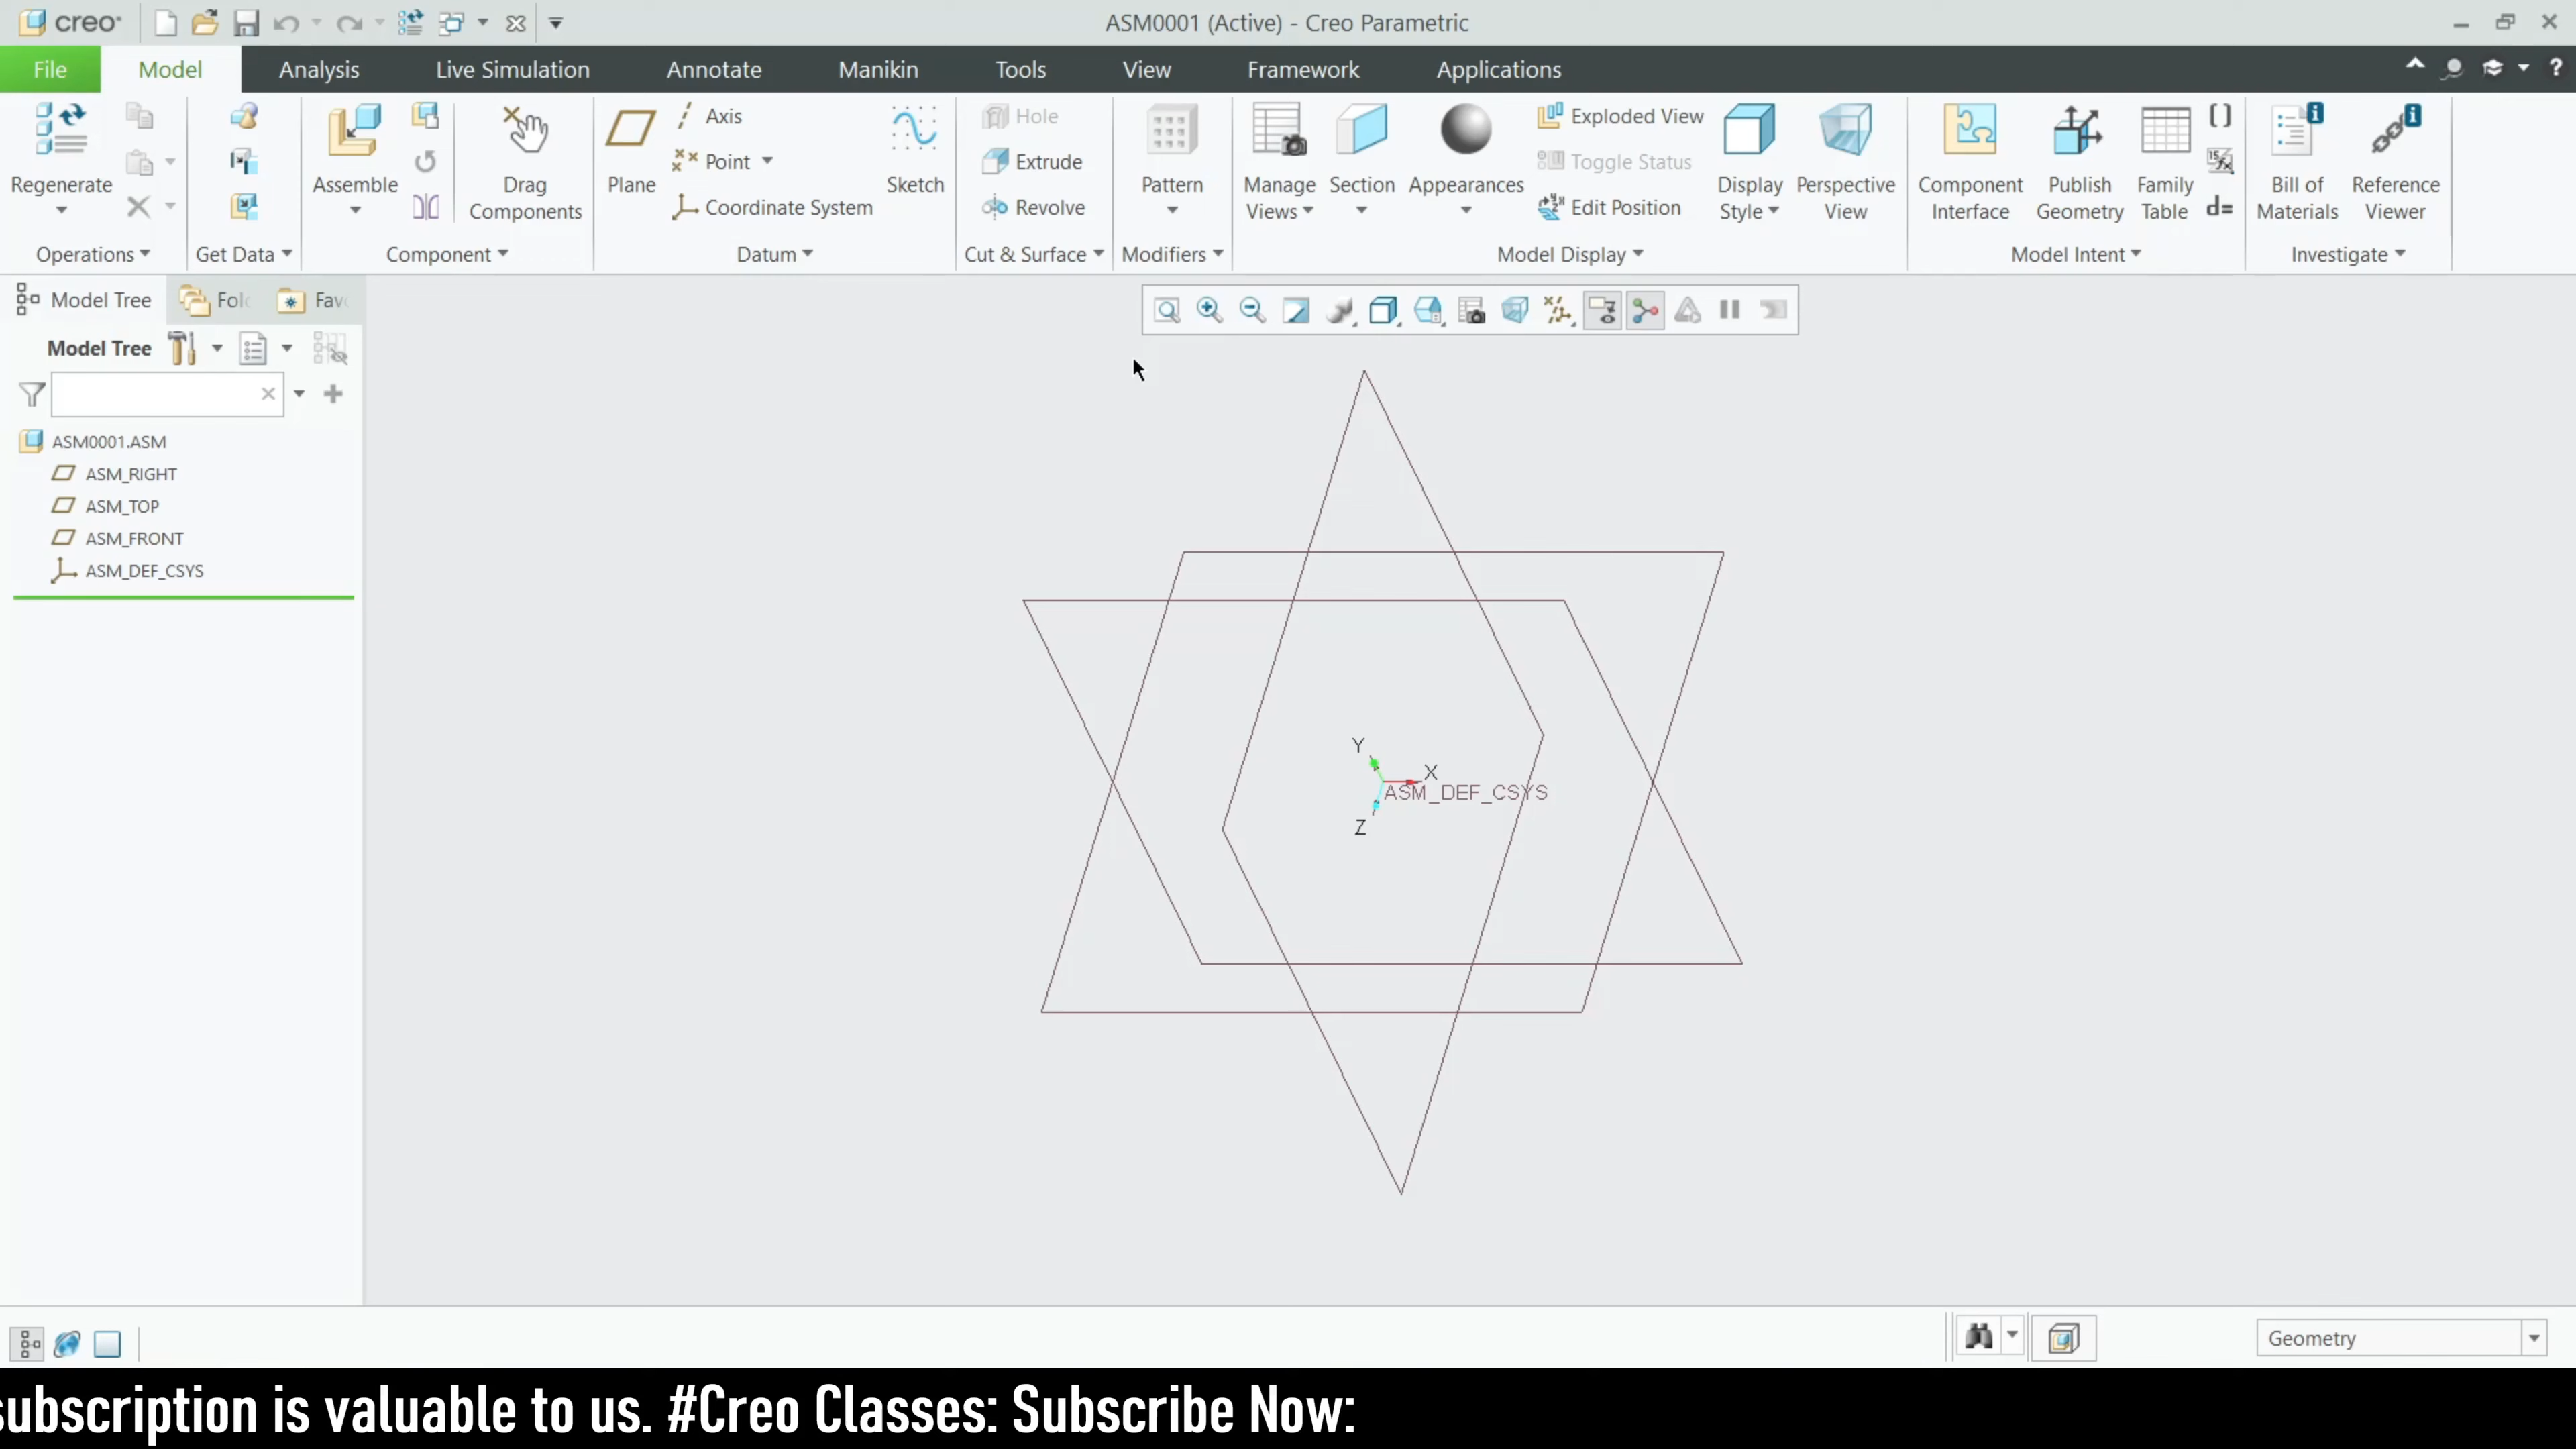 creo
ASM0001 (Active) - Creo Parametric
File Model Analysis Live Simulation Annotate Manikin Tools View Framework Applications
Regenerate
Operations
Get Data
Assemble
Drag Components
Component
Plane
Axis
Point
Coordinate System
Sketch
Datum
Hole
Extrude
Revolve
Cut & Surface
Pattern
Modifiers
Manage Views
Section
Appearances
Exploded View
Toggle Status
Edit Position
Display Style
Perspective View
Model Display
Component Interface
Publish Geometry
Family Table
d=
Model Intent
Bill of Materials
Reference Viewer
Investigate
Model Tree Fol Fav
Model Tree
ASM0001.ASM
ASM_RIGHT
ASM_TOP
ASM_FRONT
ASM_DEF_CSYS
Y
X
ASM_DEF_CSYS
Z
Geometry
subscription is valuable to us. #Creo Classes: Subscribe Now: